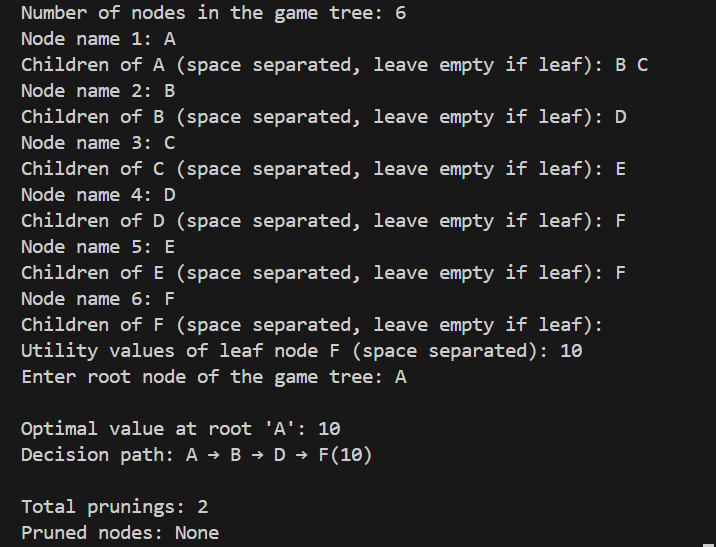 Number of nodes in the game tree: 6
Node name 1: A
Children of A (space separated, leave empty if leaf): B C
Node name 2: B
Children of B (space separated, leave empty if leaf): D
Node name 3: C
Children of C (space separated, leave empty if leaf): E
Node name 4: D
Children of D (space separated, leave empty if leaf): F
Node name 5: E
Children of E (space separated, leave empty if leaf): F
Node name 6: F
Children of F (space separated, leave empty if leaf):
Utility values of leaf node F (space separated): 10
Enter root node of the game tree: A

Optimal value at root 'A': 10
Decision path: A → B → D → F(10)

Total prunings: 2
Pruned nodes: None